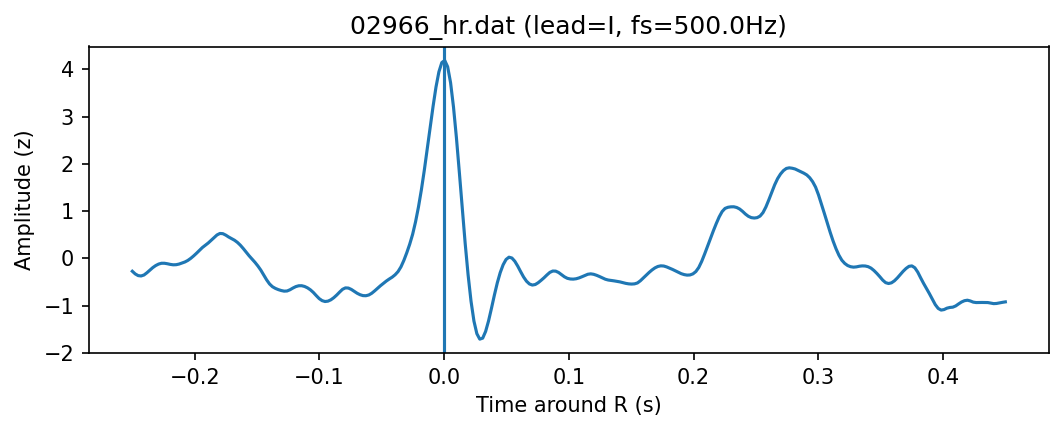 02966_hr.dat (lead=I, fs=500.0Hz)
Amplitude (z)
4
3
2
1
0
−1
−2
−0.2 −0.1 0.0 0.1 0.2 0.3 0.4
Time around R (s)